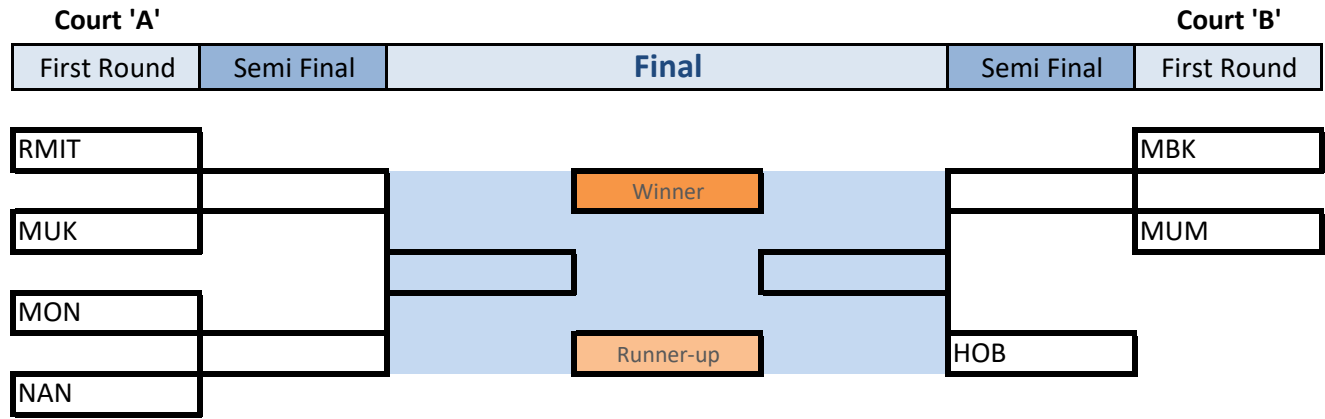 Court 'A' Court 'B'
First Round Semi Final Final Semi Final First Round
RMIT MBK
Winner
MUK MUM
MON
Runner-up HOB
NAN